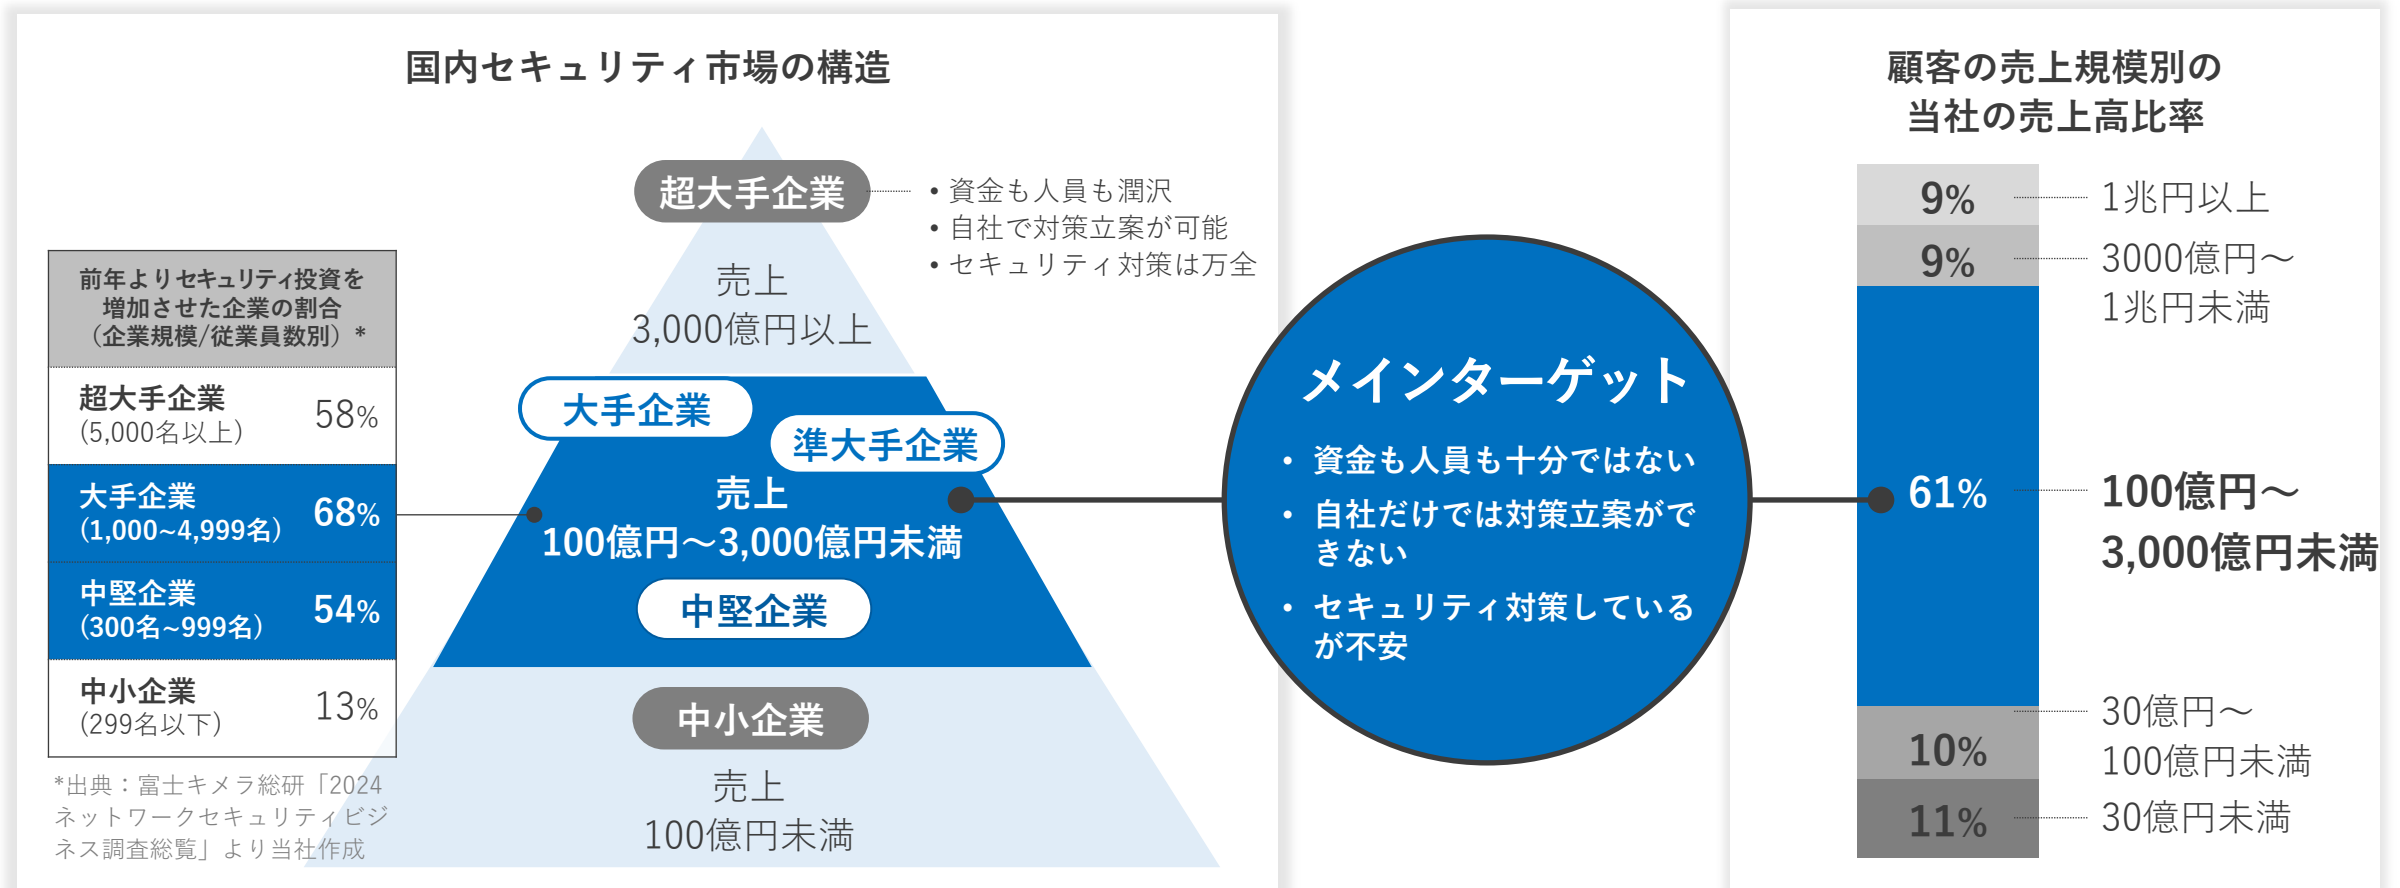 国内セキュリティ市場の構造
超大手企業
• 資金も人員も潤沢
• 自社で対策立案が可能
• セキュリティ対策は万全
売上
3,000億円以上
前年よりセキュリティ投資を
増加させた企業の割合
（企業規模/従業員数別）*
超大手企業
(5,000名以上)
58%
大手企業
(1,000~4,999名)
68%
中堅企業
(300名~999名)
54%
中小企業
(299名以下)
13%
*出典：富士キメラ総研「2024
ネットワークセキュリティビジ
ネス調査総覧」より当社作成
大手企業
準大手企業
売上
100億円～3,000億円未満
中堅企業
中小企業
売上
100億円未満
メインターゲット
• 資金も人員も十分ではない
• 自社だけでは対策立案がで
きない
• セキュリティ対策している
が不安
顧客の売上規模別の
当社の売上高比率
9%
1兆円以上
9%
3000億円～
1兆円未満
61%
100億円～
3,000億円未満
10%
30億円～
100億円未満
11%
30億円未満